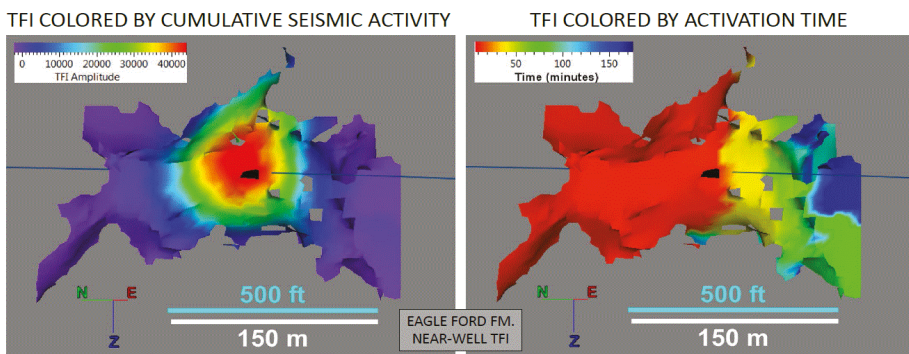 TFI COLORED BY CUMULATIVE SEISMIC ACTIVITY
0 10000 20000 30000 40000
TFI Amplitude
N E
Z
500 ft
150 m
TFI COLORED BY ACTIVATION TIME
50 100 150
Time (minutes)
N E
Z
500 ft
150 m
EAGLE FORD FM.
NEAR-WELL TFI